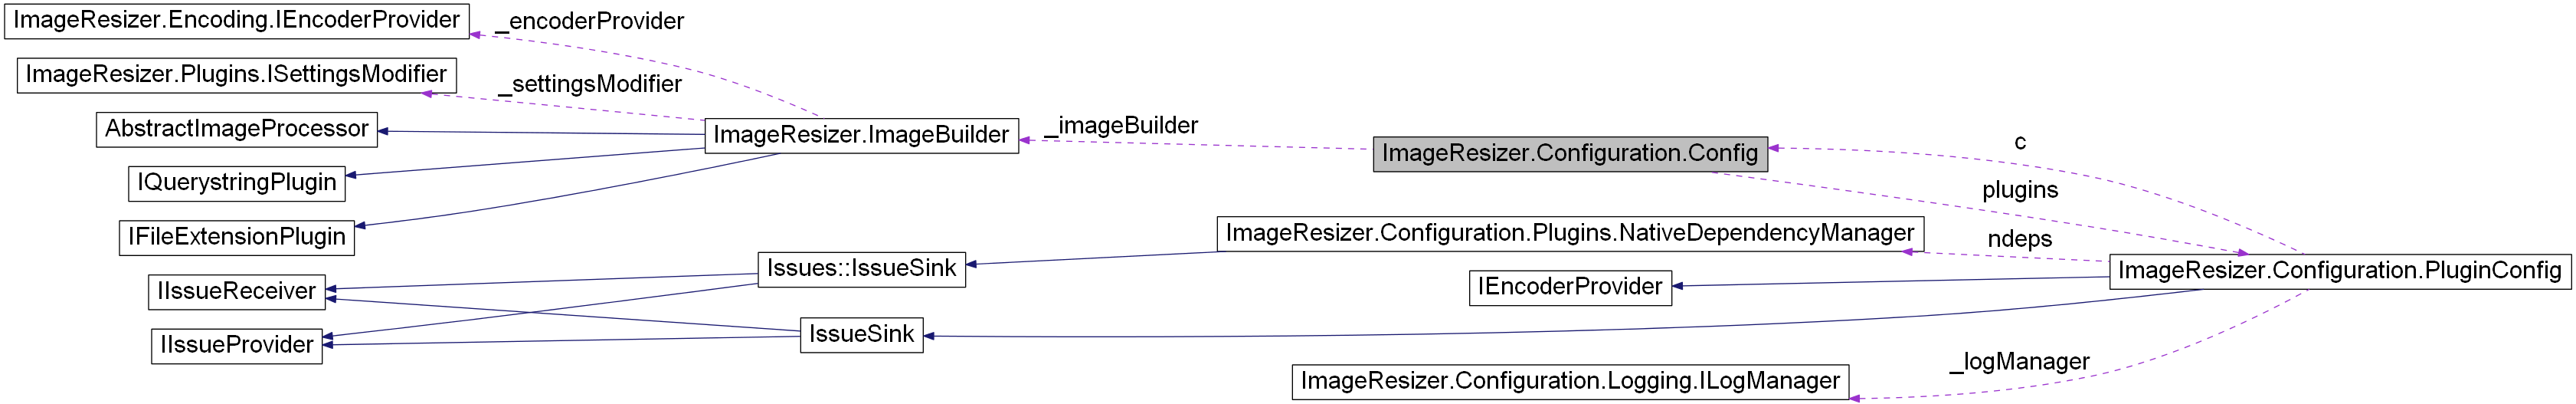 ImageResizer.Encoding.IEncoderProvider
_encoderProvider
ImageResizer.Plugins.ISettingsModifier
_settingsModifier
AbstractImageProcessor
ImageResizer.ImageBuilder
_imageBuilder
ImageResizer.Configuration.Config
c
IQuerystringPlugin
plugins
IFileExtensionPlugin
ImageResizer.Configuration.Plugins.NativeDependencyManager
ndeps
Issues::IssueSink
ImageResizer.Configuration.PluginConfig
IIssueReceiver
IEncoderProvider
IIssueProvider
IssueSink
_logManager
ImageResizer.Configuration.Logging.ILogManager